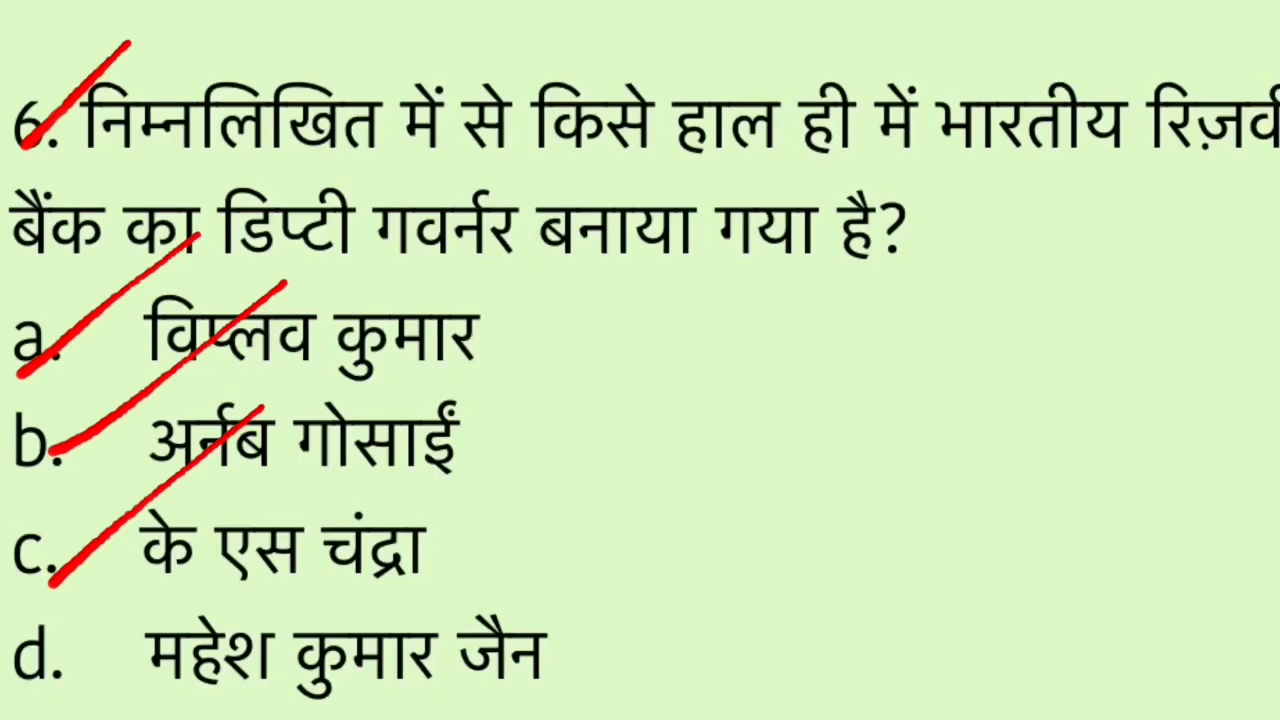 6. निम्नलिखित में से किसे हाल ही में भारतीय रिज़र्व
बैंक का डिप्टी गवर्नर बनाया गया है?
a. विप्लव कुमार
b. अर्नब गोसाईं
c. के एस चंद्रा
d. महेश कुमार जैन